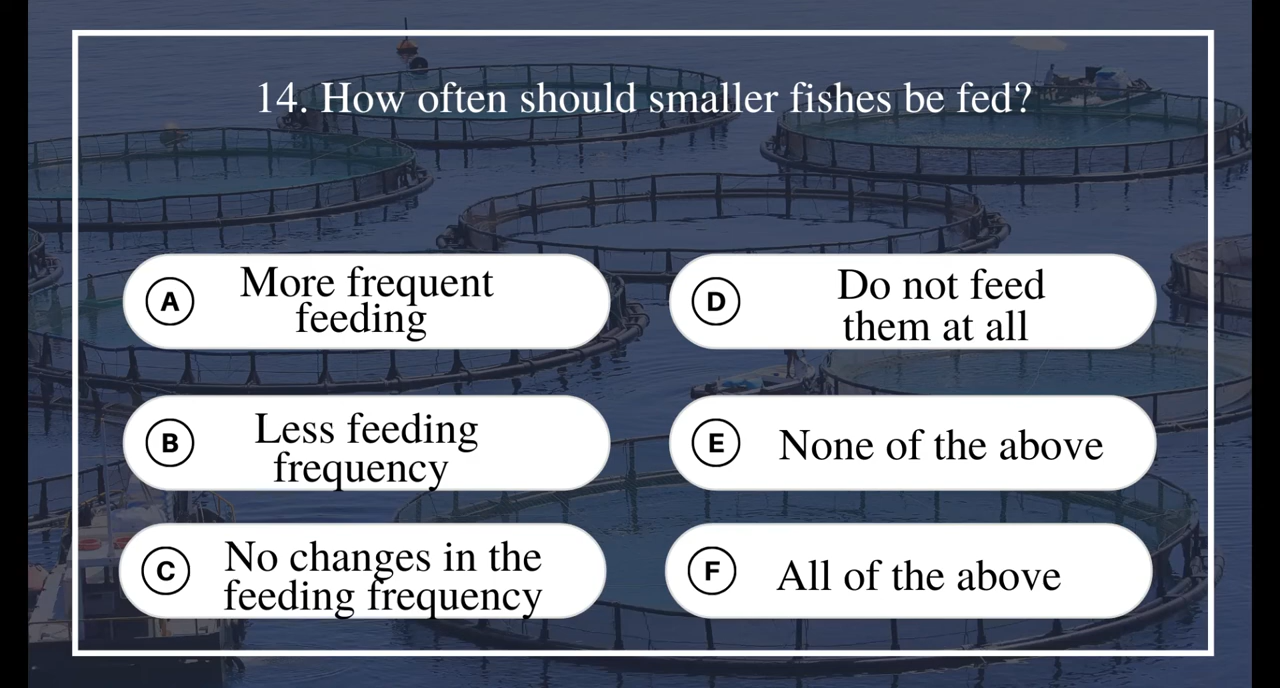 14. How often should smaller fishes be fed?
A More frequent
feeding
B Less feeding
frequency
C No changes in the
feeding frequency
D Do not feed
them at all
E None of the above
F All of the above